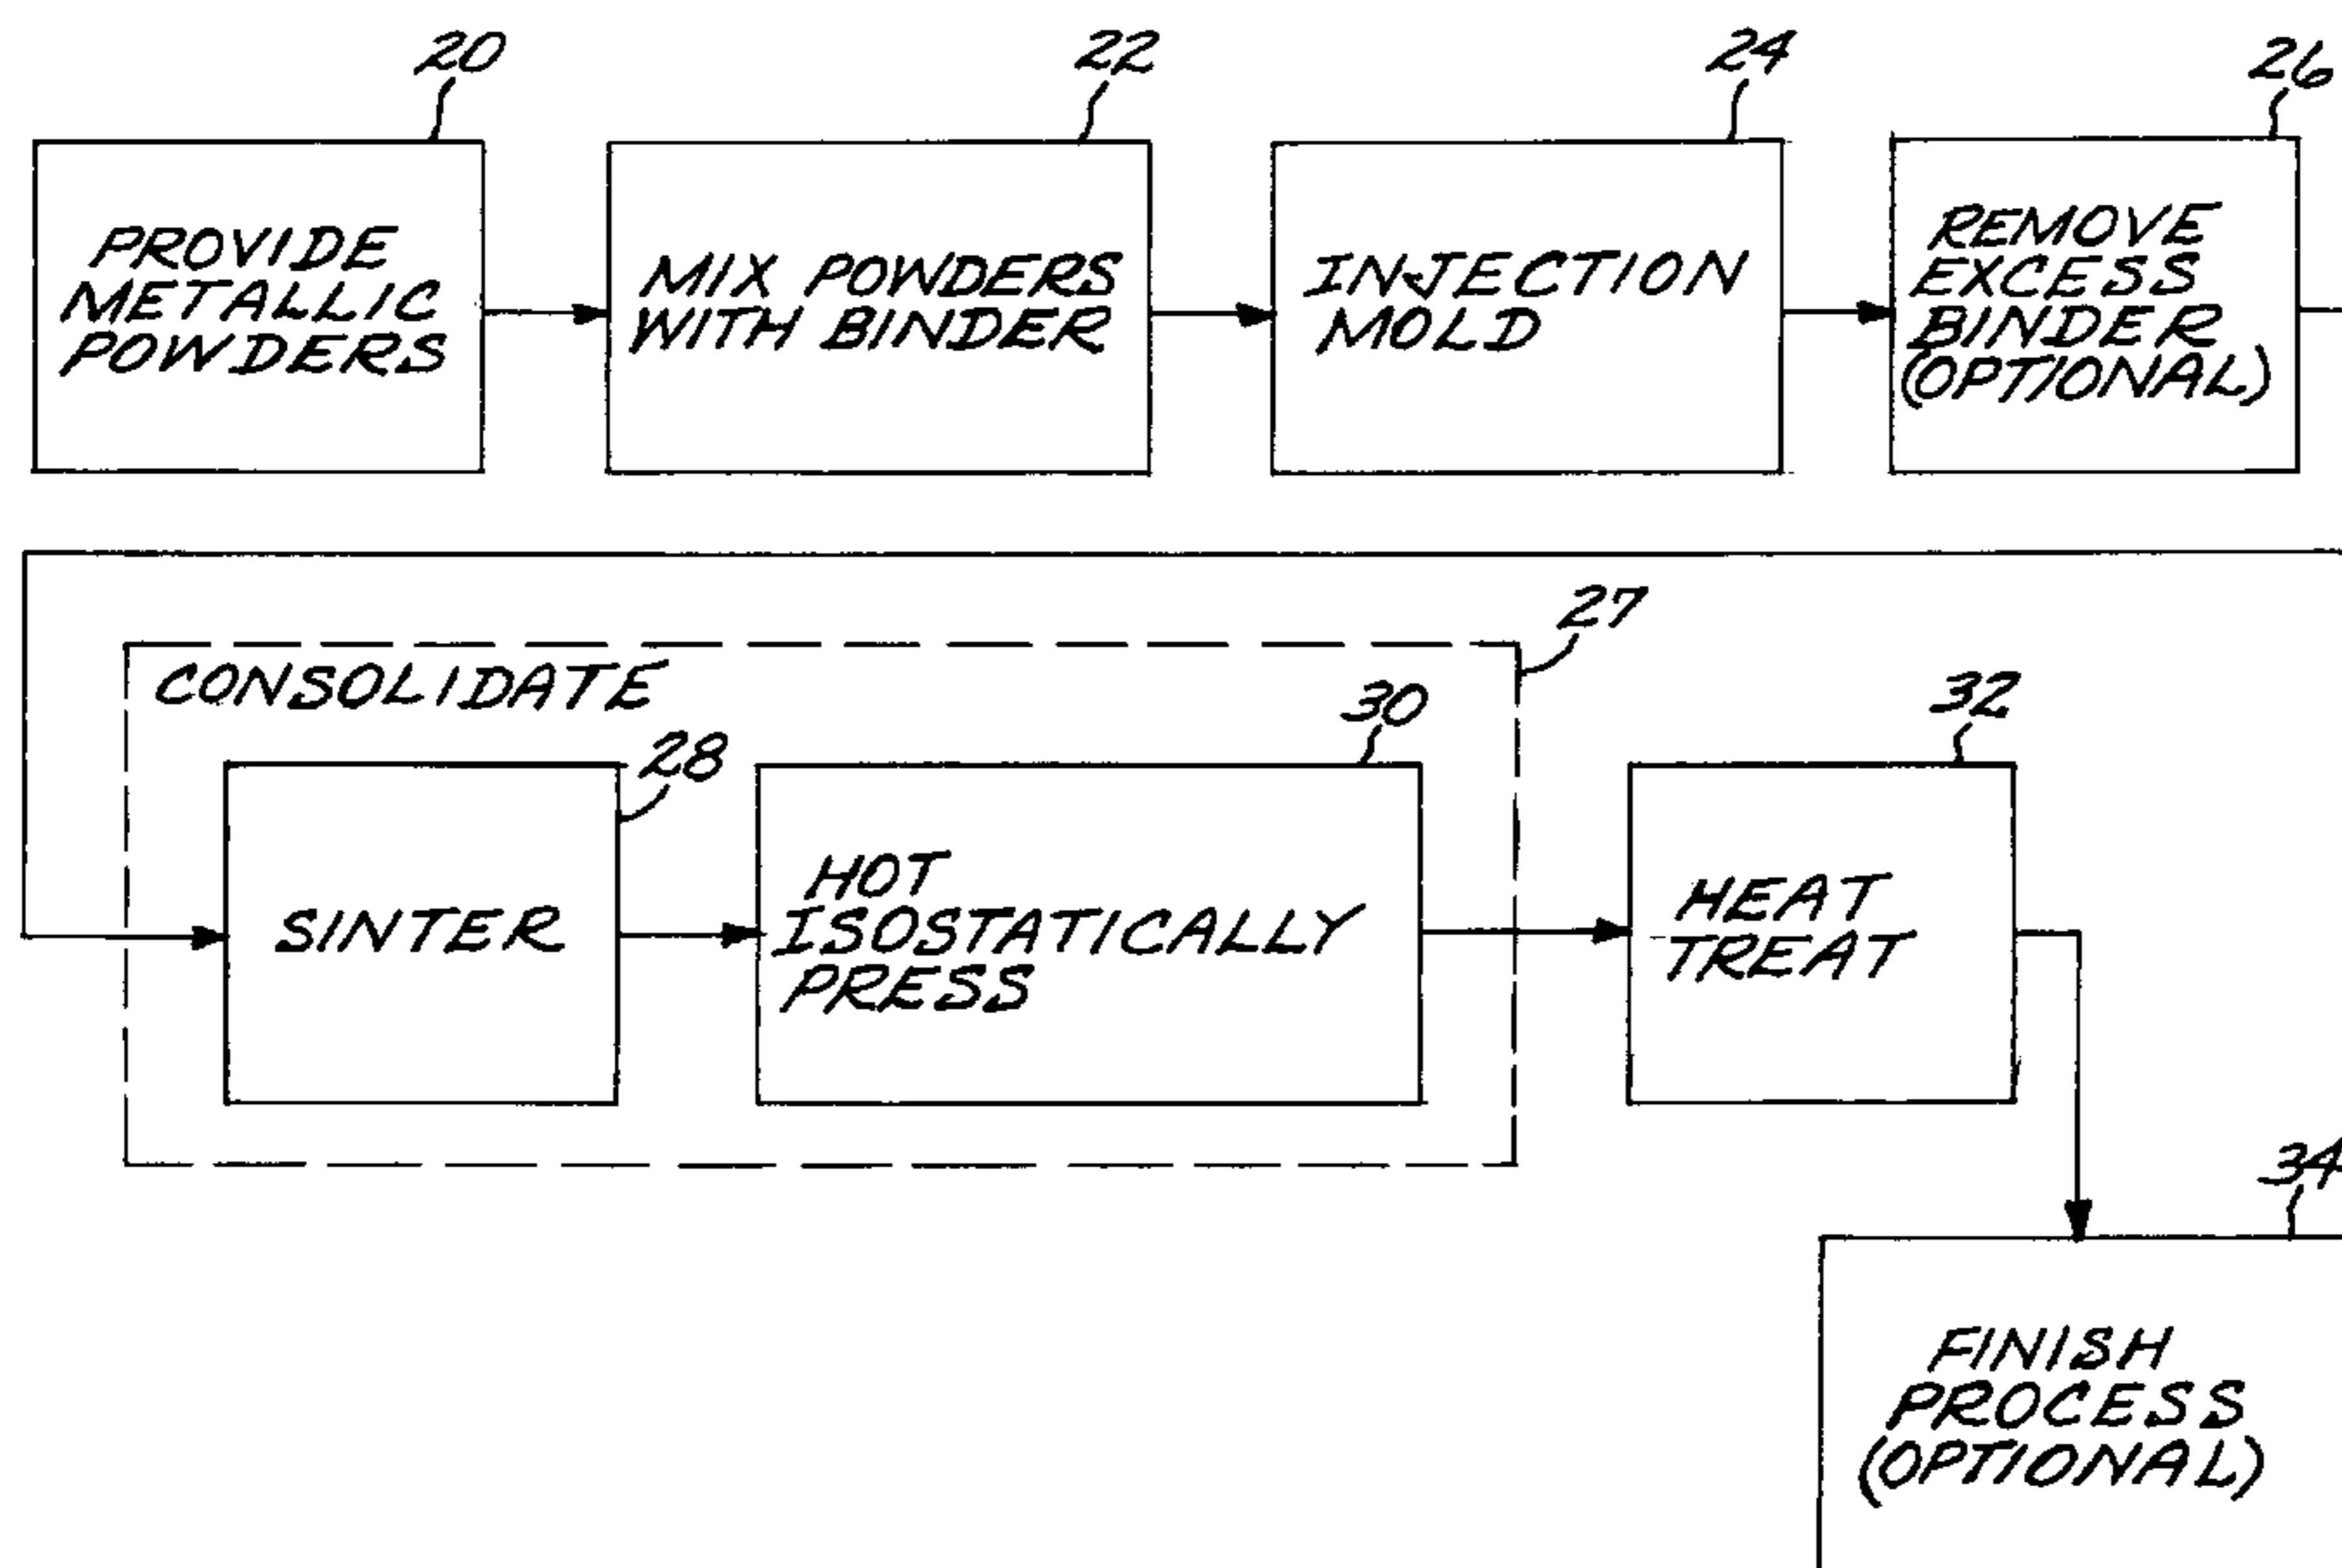 20
22
24
26
PROVIDE
METALLIC
POWDERS
MIX POWDERS
WITH BINDER
INJECTION
MOLD
REMOVE
EXCESS
BINDER
(OPTIONAL)
27
CONSOLIDATE
28
30
32
SINTER
HOT
ISOSTATICALLY
PRESS
HEAT
TREAT
34
FINISH
PROCESS
(OPTIONAL)